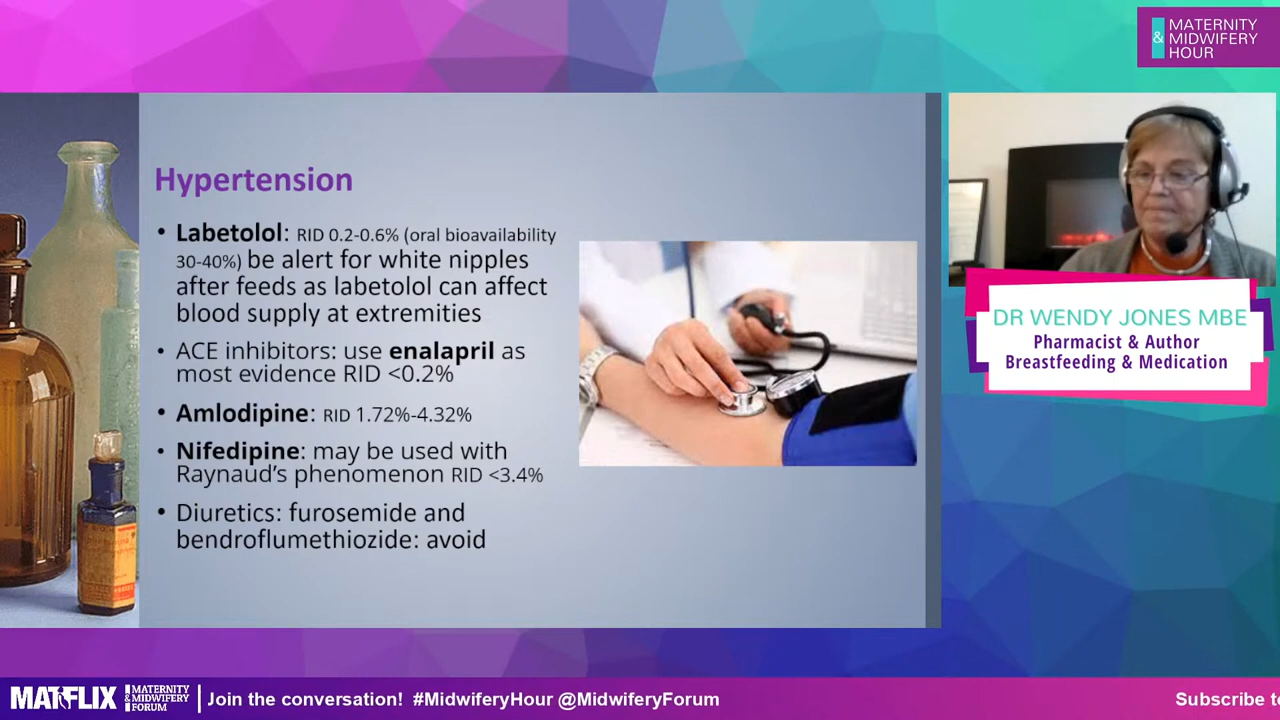 MATERNITY
& MIDWIFERY
HOUR
Hypertension
• Labetolol: RID 0.2-0.6% (oral bioavailability
30-40%) be alert for white nipples
after feeds as labetolol can affect
blood supply at extremities
• ACE inhibitors: use enalapril as
most evidence RID <0.2%
• Amlodipine: RID 1.72%-4.32%
• Nifedipine: may be used with
Raynaud’s phenomenon RID <3.4%
• Diuretics: furosemide and
bendroflumethiozide: avoid
DR WENDY JONES MBE
Pharmacist & Author
Breastfeeding & Medication
MATFLIX
MATERNITY
& MIDWIFERY
FORUM
Join the conversation! #MidwiferyHour @MidwiferyForum
Subscribe to